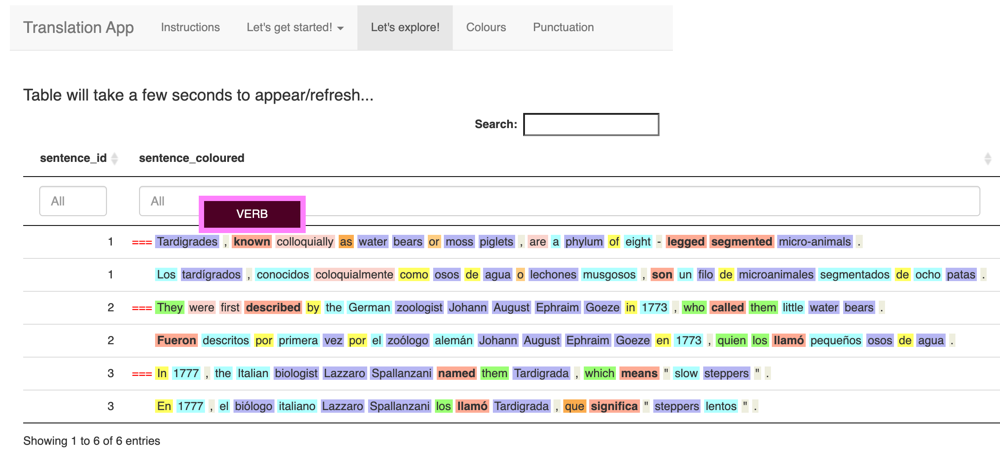 Translation App Instructions Let's get started! Let's explore! Colours Punctuation
Table will take a few seconds to appear/refresh...
Search:
sentence_id sentence_coloured
All All
VERB
1 === Tardigrades , known colloquially as water bears or moss piglets , are a phylum of eight - legged segmented micro-animals .
1 Los tardígrados , conocidos coloquialmente como osos de agua o lechones musgosos , son un filo de microanimales segmentados de ocho patas .
2 === They were first described by the German zoologist Johann August Ephraim Goeze in 1773 , who called them little water bears .
2 Fueron descritos por primera vez por el zoólogo alemán Johann August Ephraim Goeze en 1773 , quien los llamó pequeños osos de agua .
3 === In 1777 , the Italian biologist Lazzaro Spallanzani named them Tardigrada , which means " slow steppers " .
3 En 1777 , el biólogo italiano Lazzaro Spallanzani los llamó Tardigrada , que significa " steppers lentos " .
Showing 1 to 6 of 6 entries